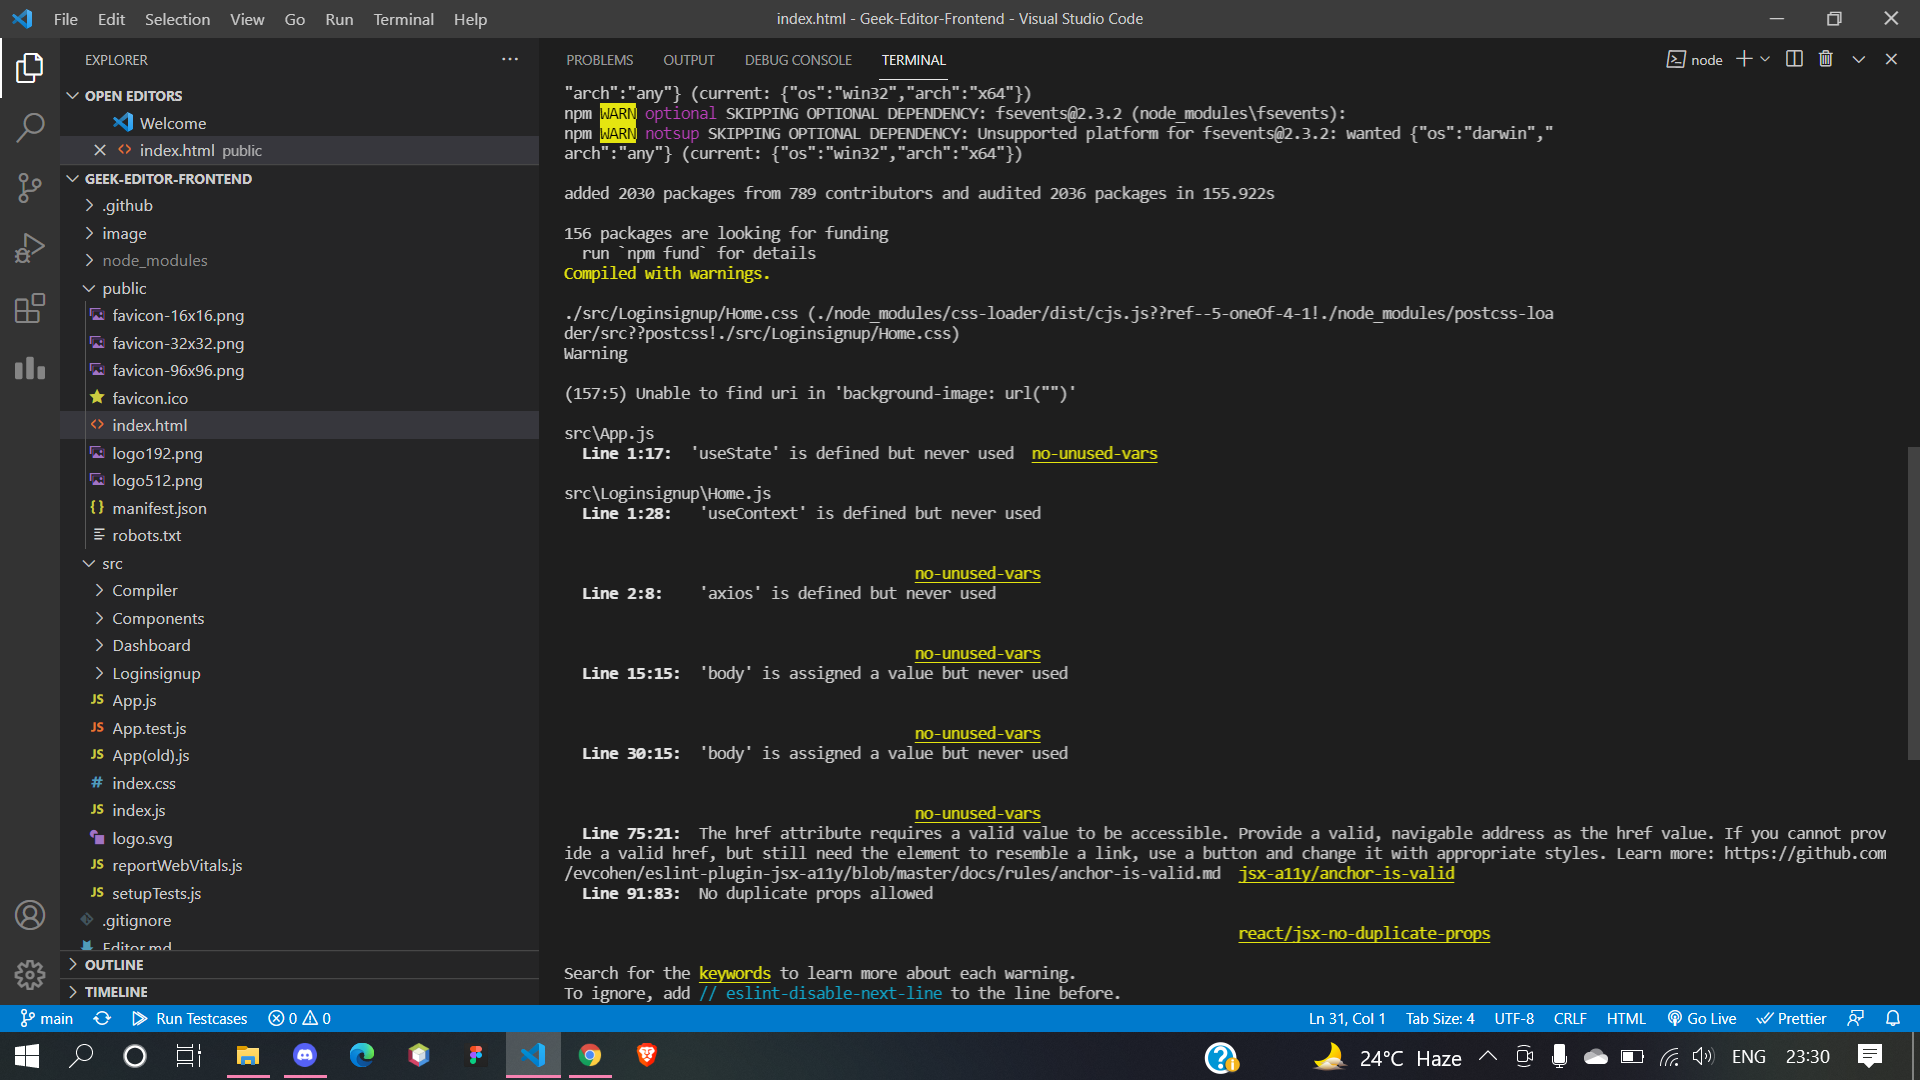 File Edit Selection View Go Run Terminal Help
index.html - Geek-Editor-Frontend - Visual Studio Code
EXPLORER
OPEN EDITORS
Welcome
index.html public
GEEK-EDITOR-FRONTEND
.github
image
node_modules
public
favicon-16x16.png
favicon-32x32.png
favicon-96x96.png
favicon.ico
index.html
logo192.png
logo512.png
manifest.json
robots.txt
src
Compiler
Components
Dashboard
Loginsignup
JS App.js
JS App.test.js
JS App(old).js
# index.css
JS index.js
logo.svg
JS reportWebVitals.js
JS setupTests.js
.gitignore
Editor.md
OUTLINE
TIMELINE
PROBLEMS OUTPUT DEBUG CONSOLE TERMINAL
node
"arch":"any"} (current: {"os":"win32","arch":"x64"})
npm WARN optional SKIPPING OPTIONAL DEPENDENCY: fsevents@2.3.2 (node_modules\fsevents):
npm WARN notsup SKIPPING OPTIONAL DEPENDENCY: Unsupported platform for fsevents@2.3.2: wanted {"os":"darwin","
arch":"any"} (current: {"os":"win32","arch":"x64"})
added 2030 packages from 789 contributors and audited 2036 packages in 155.922s
156 packages are looking for funding
run `npm fund` for details
Compiled with warnings.
./src/Loginsignup/Home.css (./node_modules/css-loader/dist/cjs.js??ref--5-oneOf-4-1!./node_modules/postcss-loa
der/src??postcss!./src/Loginsignup/Home.css)
Warning
(157:5) Unable to find uri in 'background-image: url("")'
src\App.js
Line 1:17: 'useState' is defined but never used no-unused-vars
src\Loginsignup\Home.js
Line 1:28: 'useContext' is defined but never used
no-unused-vars
Line 2:8: 'axios' is defined but never used
no-unused-vars
Line 15:15: 'body' is assigned a value but never used
no-unused-vars
Line 30:15: 'body' is assigned a value but never used
no-unused-vars
Line 75:21: The href attribute requires a valid value to be accessible. Provide a valid, navigable address as the href value. If you cannot prov
ide a valid href, but still need the element to resemble a link, use a button and change it with appropriate styles. Learn more: https://github.com
/evcohen/eslint-plugin-jsx-a11y/blob/master/docs/rules/anchor-is-valid.md jsx-a11y/anchor-is-valid
Line 91:83: No duplicate props allowed
react/jsx-no-duplicate-props
Search for the keywords to learn more about each warning.
To ignore, add // eslint-disable-next-line to the line before.
main Run Testcases 0 0
Ln 31, Col 1 Tab Size: 4 UTF-8 CRLF HTML Go Live Prettier
24°C Haze ENG 23:30